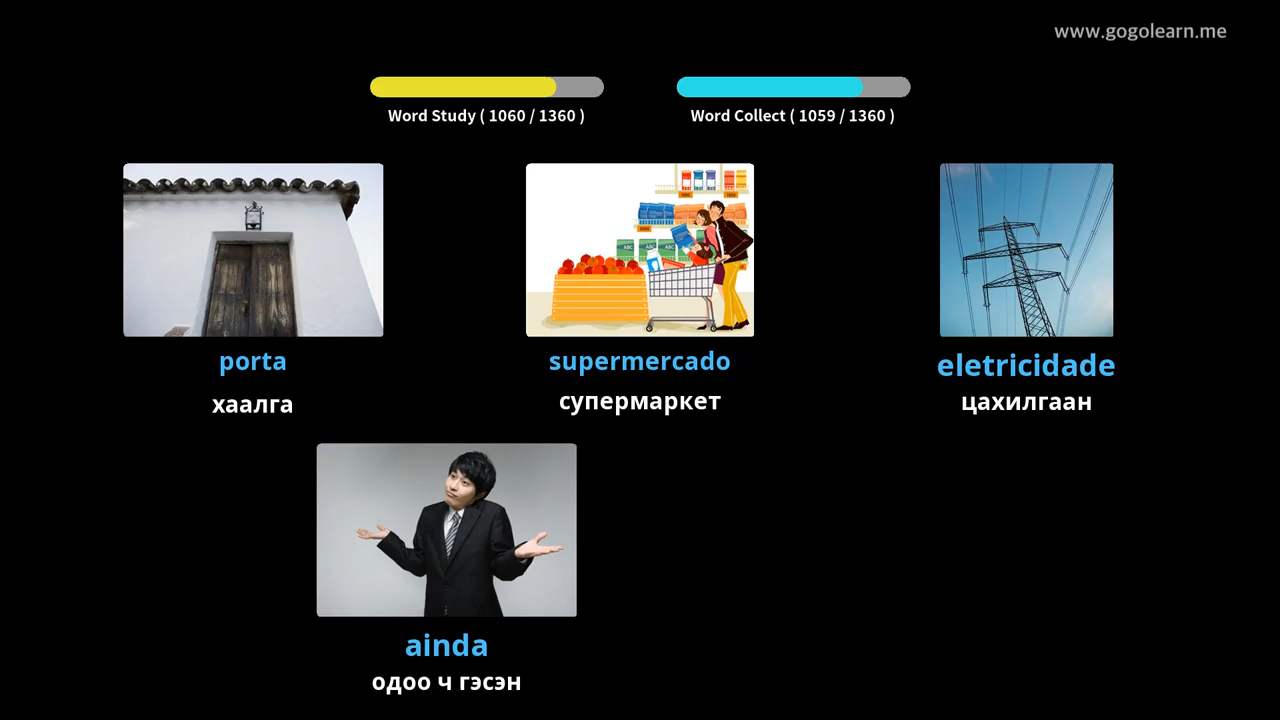 www.gogolearn.me
Word Study ( 1060 / 1360 )
Word Collect ( 1059 / 1360 )
porta
хаалга
supermercado
супермаркет
eletricidade
цахилгаан
ainda
одоо ч гэсэн